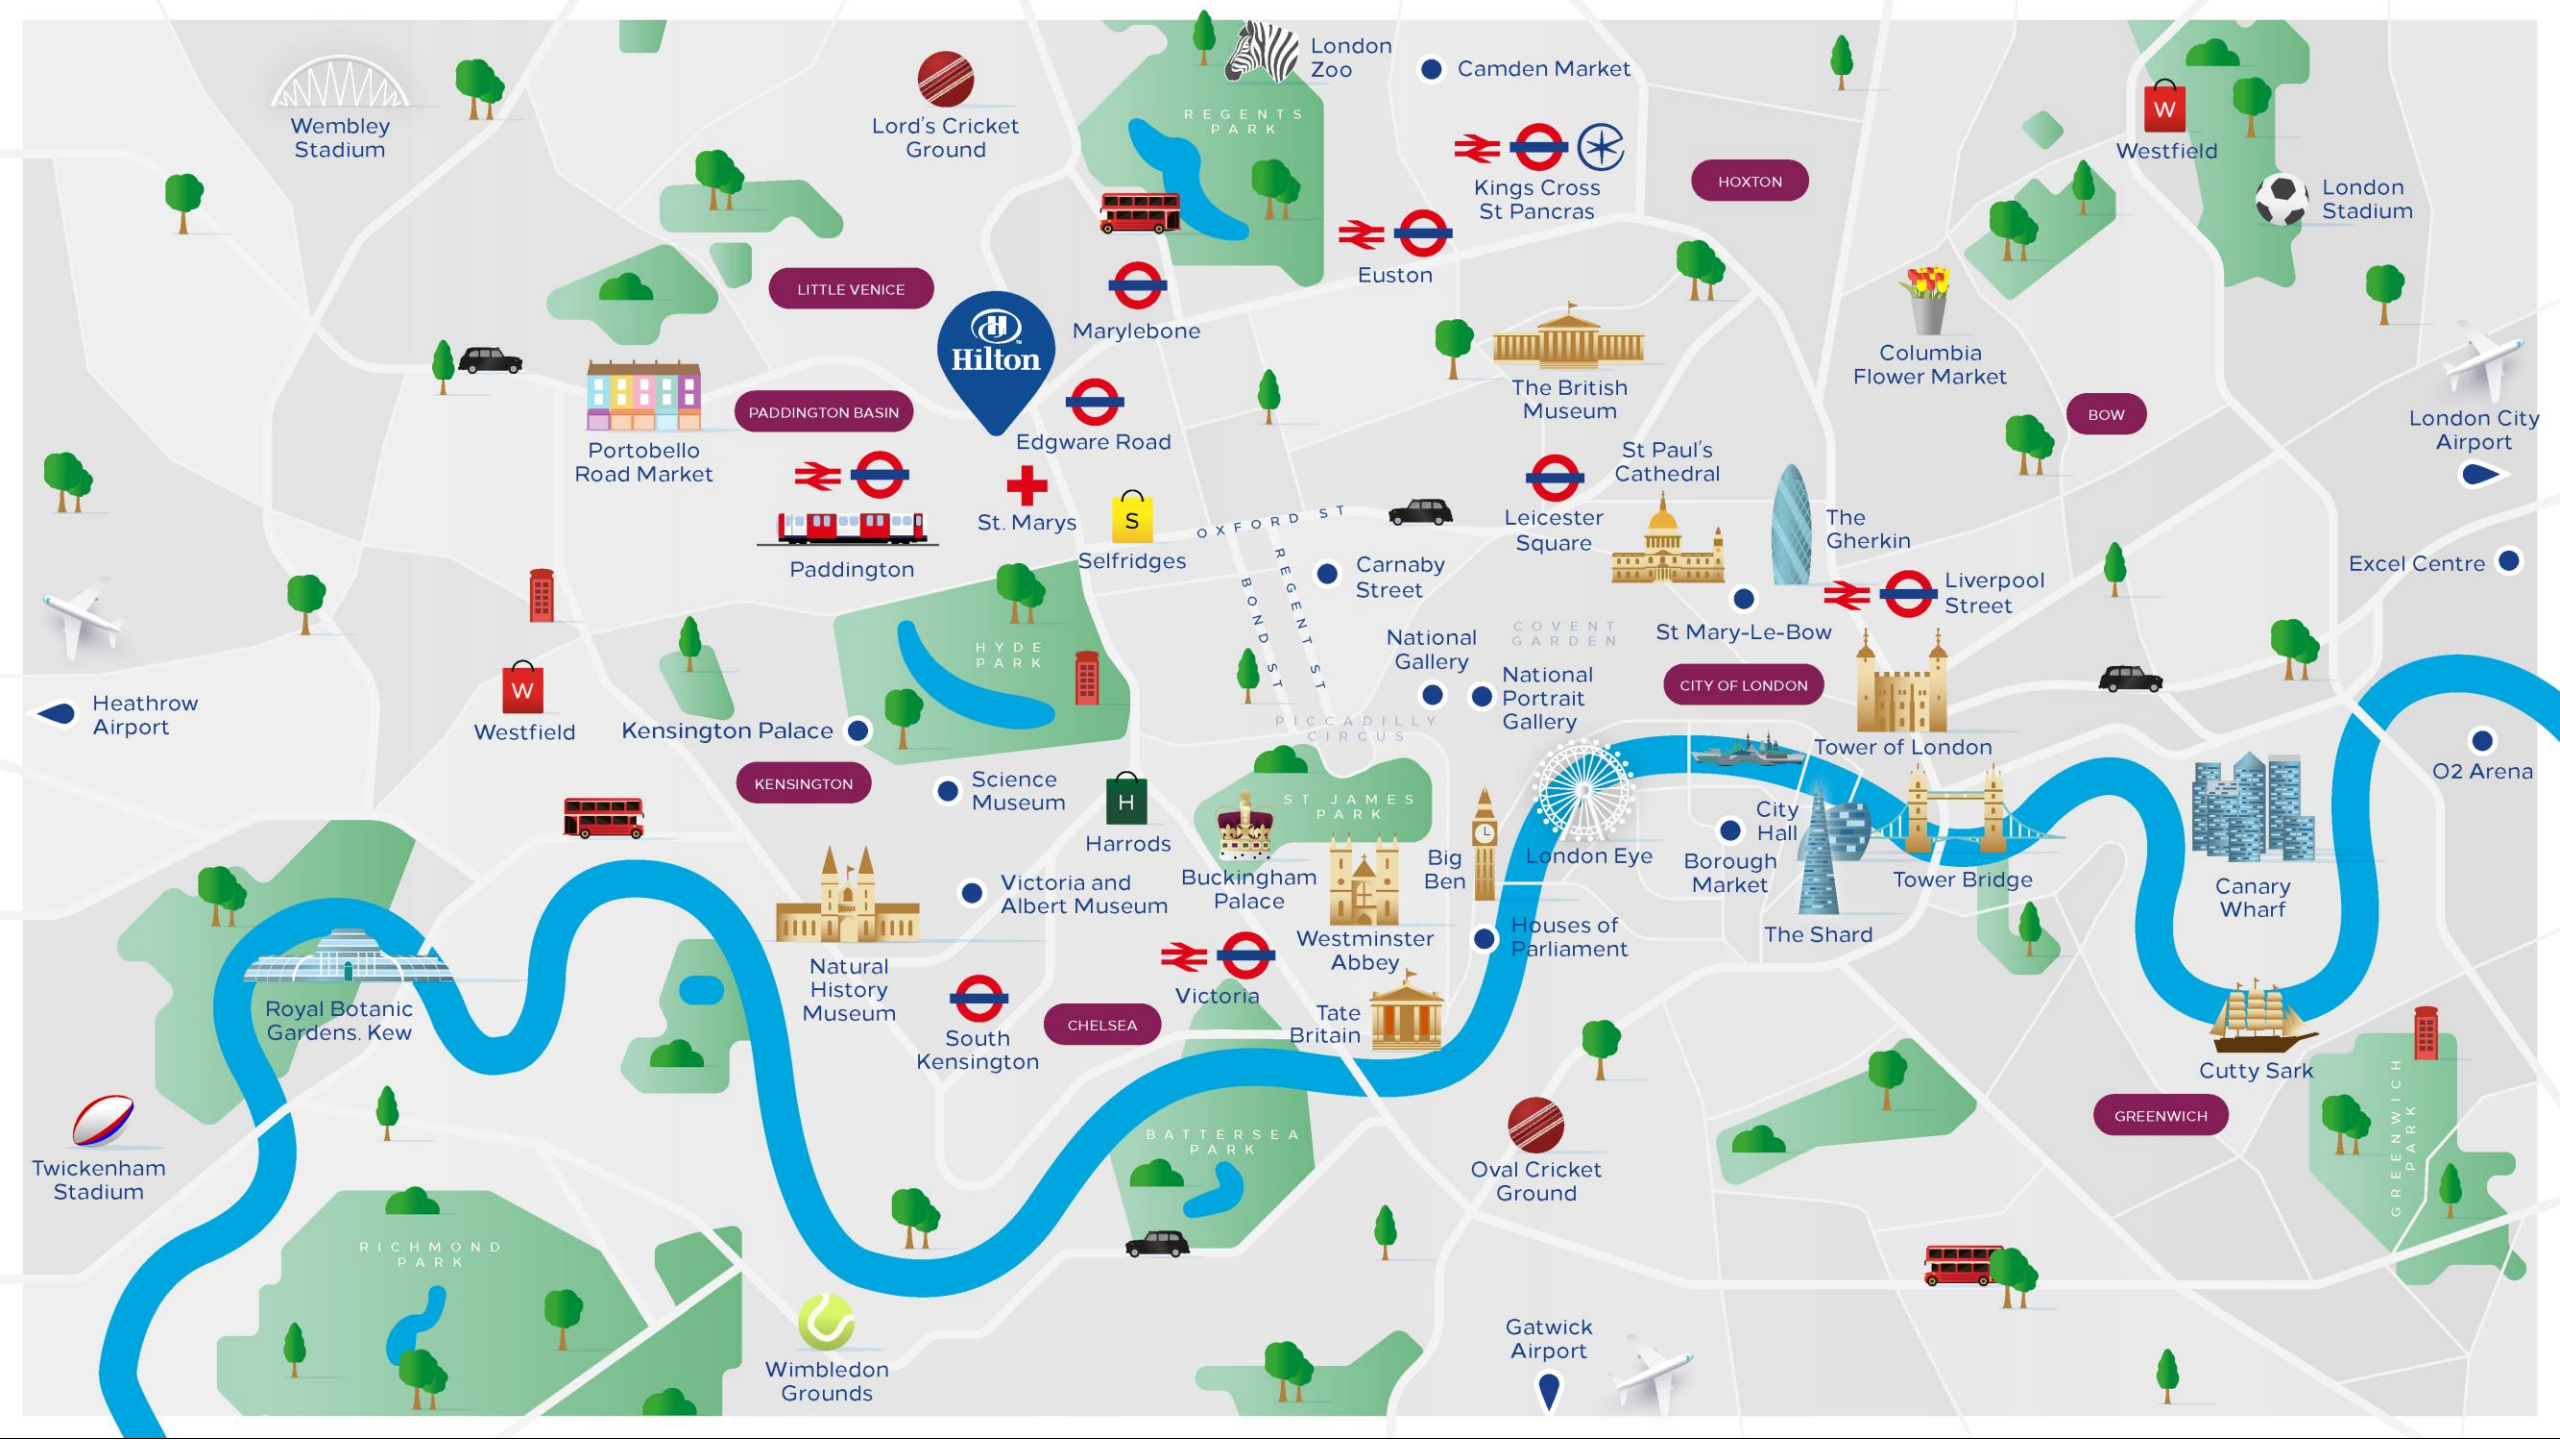 London
Zoo
Camden Market
Wembley
Stadium
Lord's Cricket
Ground
REGENTS
PARK
W
Westfield
Kings Cross
St Pancras
HOXTON
London
Stadium
Euston
LITTLE VENICE
Marylebone
H
Hilton
™
Columbia
Flower Market
The British
Museum
PADDINGTON BASIN
BOW
London City
Airport
Edgware Road
Portobello
Road Market
St Paul's
Cathedral
St. Marys
S
Selfridges
OXFORD ST
Leicester
Square
The
Gherkin
Paddington
REGENT ST
BOND ST
Carnaby
Street
Excel Centre
Liverpool
Street
St Mary-Le-Bow
COVENT
GARDEN
National
Gallery
HYDE
PARK
National
Portrait
Gallery
CITY OF LONDON
Heathrow
Airport
W
Westfield
Kensington Palace
PICCADILLY
CIRCUS
Tower of London
O2 Arena
KENSINGTON
Science
Museum
H
Harrods
ST JAMES
PARK
City
Hall
London Eye
Borough
Market
Big
Ben
Tower Bridge
Canary
Wharf
Victoria and
Albert Museum
Buckingham
Palace
The Shard
Houses of
Parliament
Westminster
Abbey
Natural
History
Museum
Victoria
Royal Botanic
Gardens. Kew
CHELSEA
Tate
Britain
South
Kensington
Cutty Sark
GREENWICH
GREENWICH
PARK
BATTERSEA
PARK
Twickenham
Stadium
Oval Cricket
Ground
RICHMOND
PARK
Gatwick
Airport
Wimbledon
Grounds